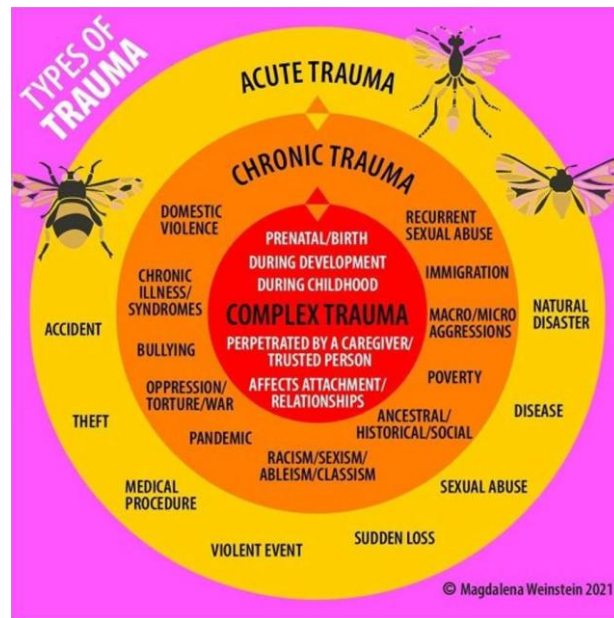 TYPES OF
TRAUMA
ACUTE TRAUMA
CHRONIC TRAUMA
DOMESTIC
VIOLENCE
RECURRENT
SEXUAL ABUSE
PRENATAL/BIRTH
DURING DEVELOPMENT
DURING CHILDHOOD
COMPLEX TRAUMA
PERPETRATED BY A CAREGIVER/
TRUSTED PERSON
AFFECTS ATTACHMENT/
RELATIONSHIPS
CHRONIC
ILLNESS/
SYNDROMES
IMMIGRATION
MACRO/MICRO
AGGRESSIONS
BULLYING
POVERTY
OPPRESSION/
TORTURE/WAR
ANCESTRAL/
HISTORICAL/SOCIAL
PANDEMIC
RACISM/SEXISM/
ABLEISM/CLASSISM
ACCIDENT
NATURAL
DISASTER
THEFT
DISEASE
MEDICAL
PROCEDURE
SEXUAL ABUSE
VIOLENT EVENT
SUDDEN LOSS
© Magdalena Weinstein 2021